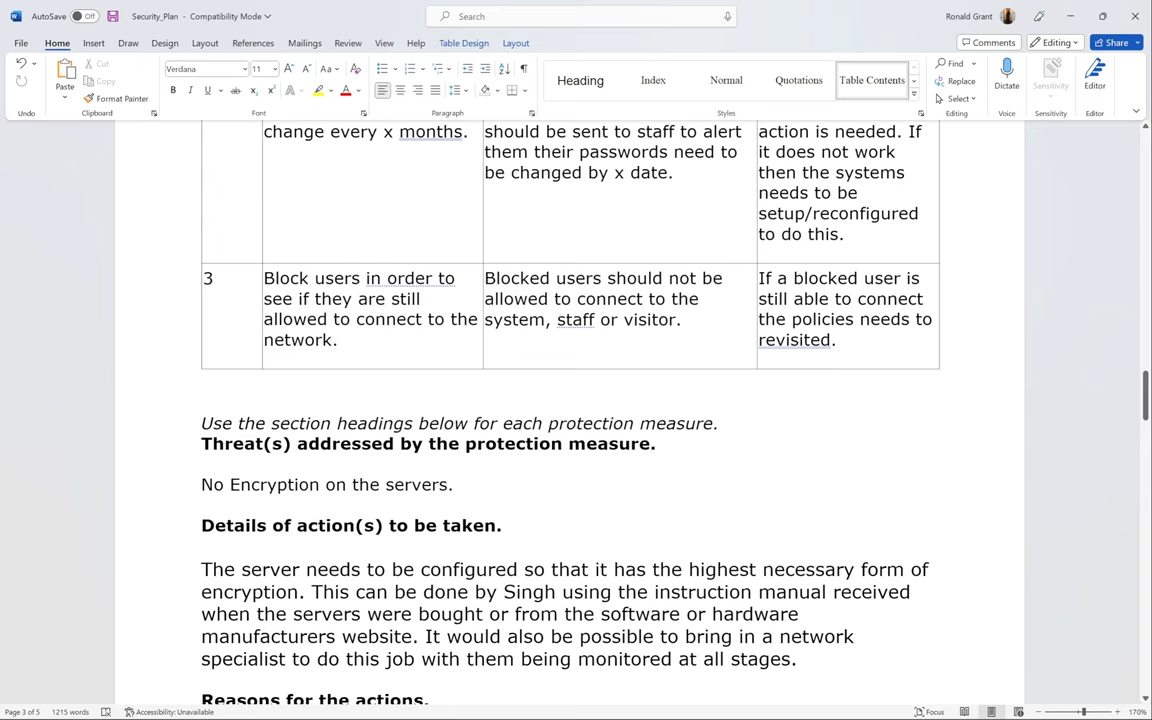 AutoSave Off Security_Plan - Compatibility Mode Search Ronald Grant
File Home Insert Draw Design Layout References Mailings Review View Help Table Design Layout Comments Editing Share
Paste Cut Copy Format Painter
Verdana 11
Heading Index Normal Quotations Table Contents
Find Replace Select Dictate Sensitivity Editor
Undo Clipboard Font Paragraph Styles Editing Voice Sensitivity Editor
change every x months.
should be sent to staff to alert
them their passwords need to
be changed by x date.
action is needed. If
it does not work
then the systems
needs to be
setup/reconfigured
to do this.
3
Block users in order to
see if they are still
allowed to connect to the
network.
Blocked users should not be
allowed to connect to the
system, staff or visitor.
If a blocked user is
still able to connect
the policies needs to
revisited.
Use the section headings below for each protection measure.
Threat(s) addressed by the protection measure.
No Encryption on the servers.
Details of action(s) to be taken.
The server needs to be configured so that it has the highest necessary form of
encryption. This can be done by Singh using the instruction manual received
when the servers were bought or from the software or hardware
manufacturers website. It would also be possible to bring in a network
specialist to do this job with them being monitored at all stages.
Reasons for the actions.
Page 3 of 5 1215 words Accessibility: Unavailable Focus 170%